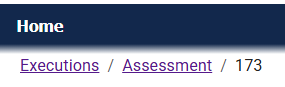 Home
Executions / Assessment / 173